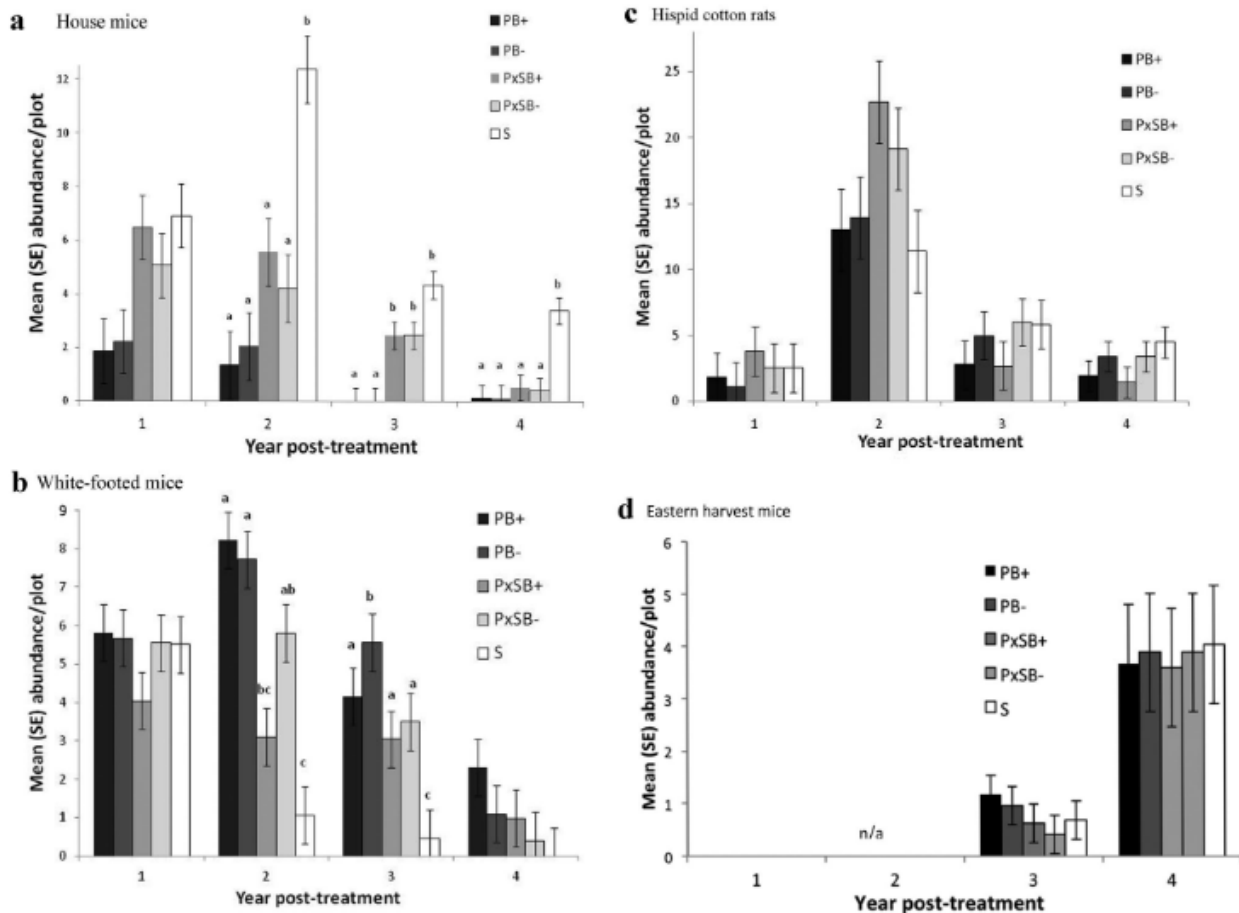 a House mice
PB+
PB-
PxSB+
PxSB-
S
Mean (SE) abundance/plot
12
10
8
6
4
2
0
a a a a b
a a b b b
a a a a b
1 2 3 4
Year post-treatment
b White-footed mice
PB+
PB-
PxSB+
PxSB-
S
Mean (SE) abundance/plot
9
8
7
6
5
4
3
2
1
0
a a bc ab c
a b a a c
1 2 3 4
Year post-treatment
c Hispid cotton rats
PB+
PB-
PxSB+
PxSB-
S
Mean (SE) abundance/plot
25
20
15
10
5
0
1 2 3 4
Year post-treatment
d Eastern harvest mice
PB+
PB-
PxSB+
PxSB-
S
Mean (SE) abundance/plot
6
5
4
3
2
1
0
n/a
1 2 3 4
Year post-treatment